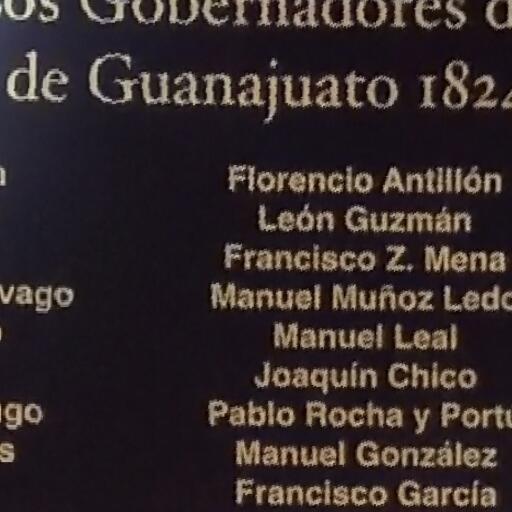 os Gobernadores d
de Guanajuato 1824
Florencio Antillón
León Guzmán
Francisco Z. Mena
vago
Manuel Muñoz Ledo
Manuel Leal
Joaquín Chico
go
Pablo Rocha y Portu
s
Manuel González
Francisco García